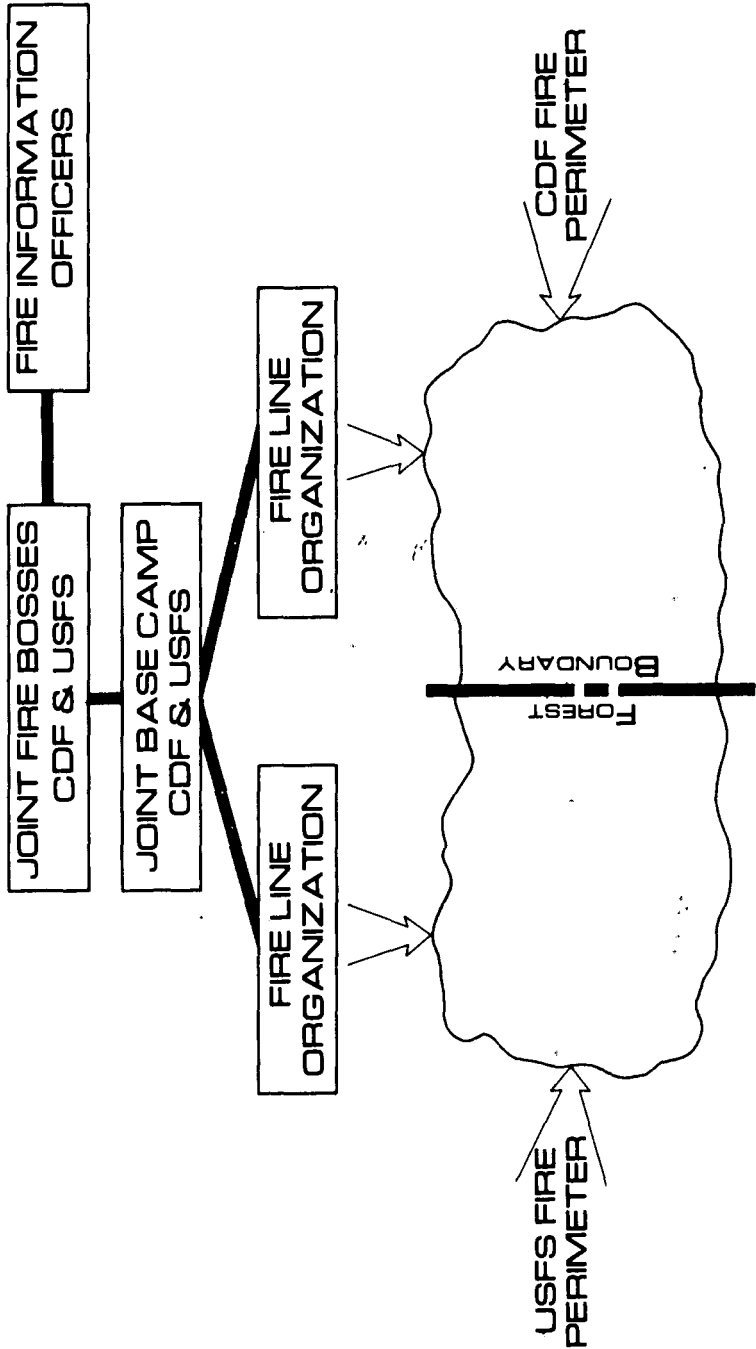 FIRE INFORMATION
OFFICERS
JOINT FIRE BOSSES
CDF & USFS
JOINT BASE CAMP
CDF & USFS
FIRE LINE
ORGANIZATION
FIRE LINE
ORGANIZATION
FOREST
BOUNDARY
USFS FIRE
PERIMETER
CDF FIRE
PERIMETER